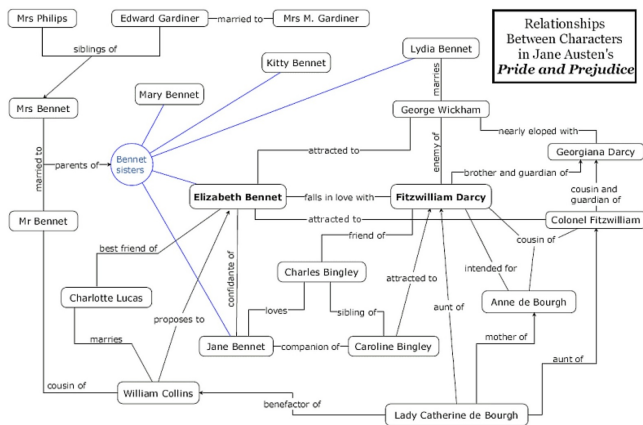 Relationships
Between Characters
in Jane Austen's
Pride and Prejudice
Mrs Philips
Edward Gardiner
married to
Mrs M. Gardiner
siblings of
Lydia Bennet
Kitty Bennet
Mary Bennet
marries
Mrs Bennet
George Wickham
nearly eloped with
married to
parents of
Bennet
sisters
attracted to
enemy of
Georgiana Darcy
brother and guardian of
cousin and
guardian of
Elizabeth Bennet
falls in love with
Fitzwilliam Darcy
Mr Bennet
attracted to
Colonel Fitzwilliam
best friend of
friend of
cousin of
confidante of
Charles Bingley
attracted to
intended for
Charlotte Lucas
Anne de Bourgh
proposes to
loves
sibling of
aunt of
marries
Jane Bennet
companion of
Caroline Bingley
mother of
aunt of
cousin of
William Collins
benefactor of
Lady Catherine de Bourgh